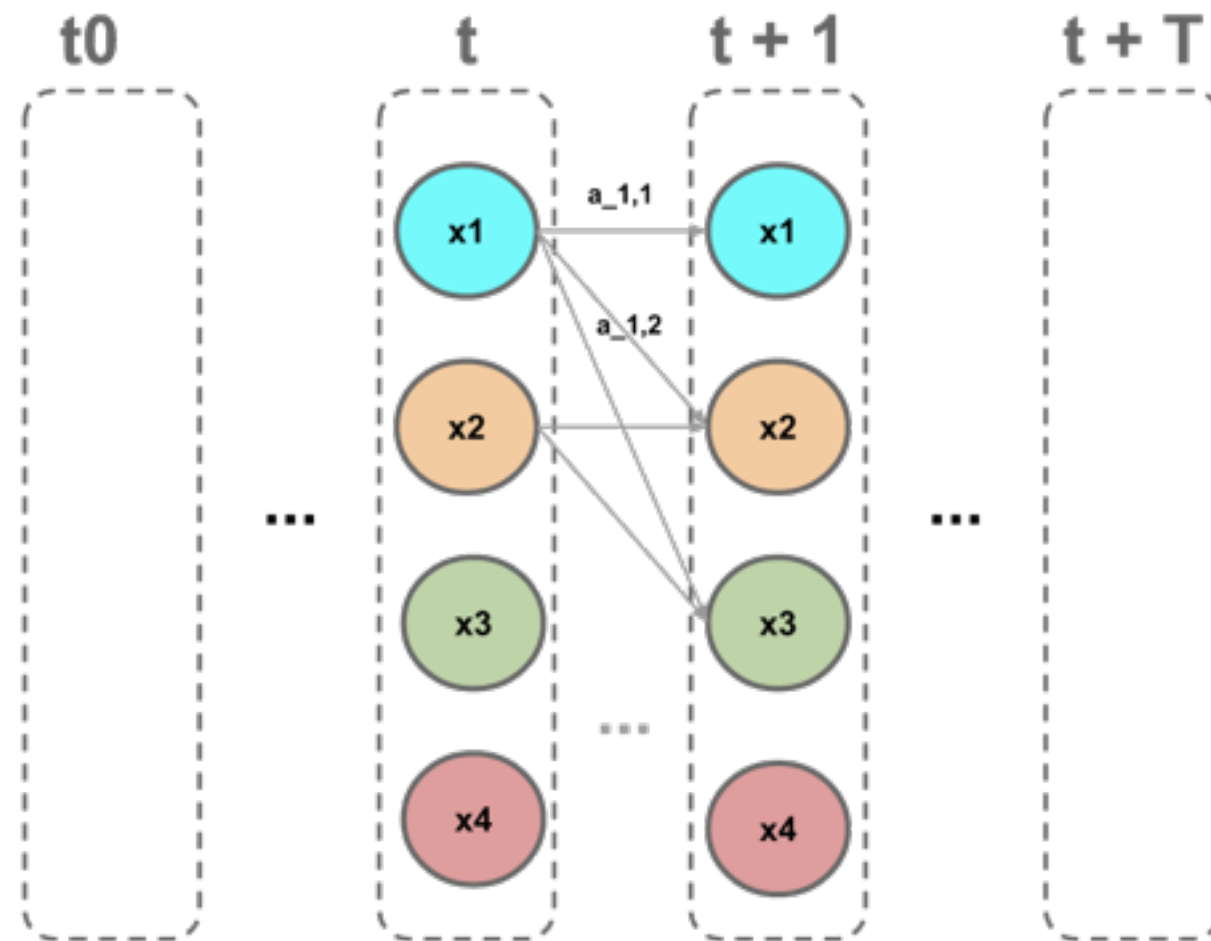 t0 t t + 1 t + T
a_1,1
x1 x1
a_1,2
x2 x2
... ...
x3 x3
...
x4 x4